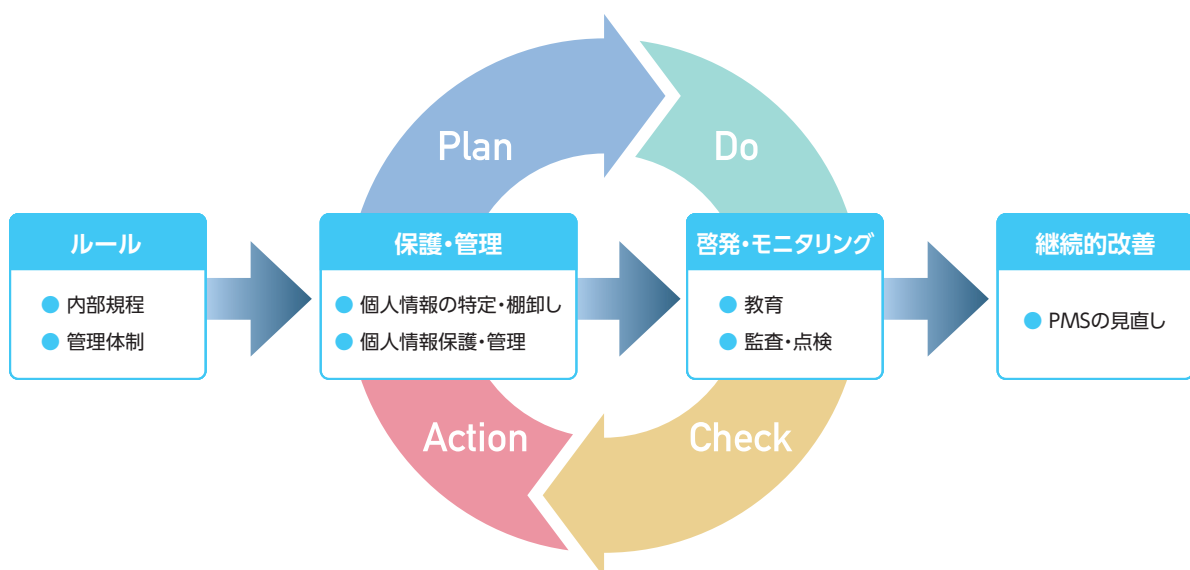 Plan
Do
ルール
● 内部規程
● 管理体制
保護・管理
● 個人情報の特定・棚卸し
● 個人情報保護・管理
啓発・モニタリング
● 教育
● 監査・点検
継続的改善
● PMSの見直し
Action
Check